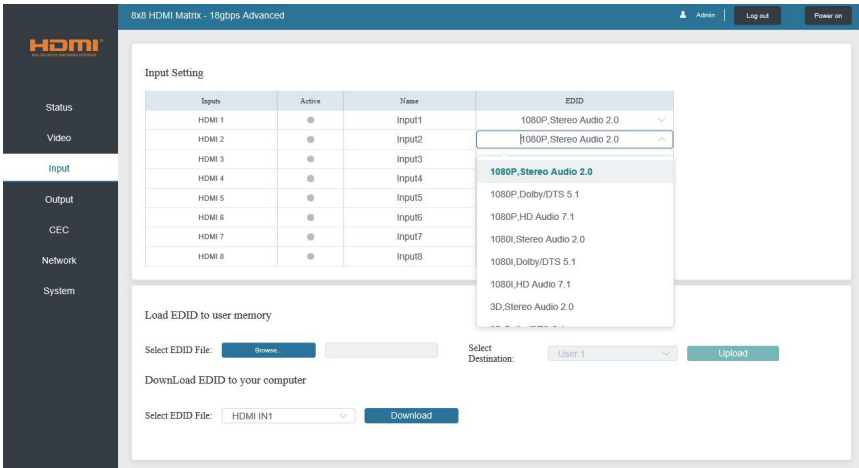 8x8 HDMI Matrix - 18gbps Advanced
Admin
Log out
Power on
HDMI
Status
Video
Input
Output
CEC
Network
System
Input Setting
Inputs Active Name EDID
HDMI 1 Input1 1080P,Stereo Audio 2.0
HDMI 2 Input2 1080P,Stereo Audio 2.0
HDMI 3 Input3
HDMI 4 Input4
HDMI 5 Input5
HDMI 6 Input6
HDMI 7 Input7
HDMI 8 Input8
1080P,Stereo Audio 2.0
1080P,Dolby/DTS 5.1
1080P,HD Audio 7.1
1080I,Stereo Audio 2.0
1080I,Dolby/DTS 5.1
1080I,HD Audio 7.1
3D,Stereo Audio 2.0
Load EDID to user memory
Select EDID File: Browse...
Select
Destination:
User 1
Upload
DownLoad EDID to your computer
Select EDID File: HDMI IN1 Download